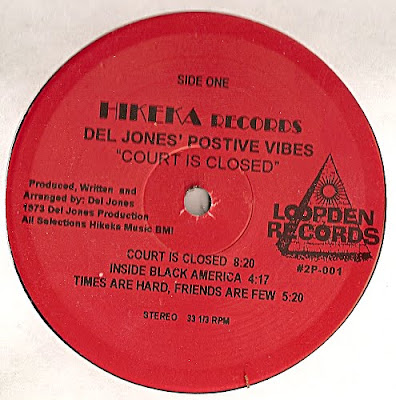 SIDE ONE
HIKEKA RECORDS
DEL JONES' POSTIVE VIBES
"COURT IS CLOSED"
Produced, Written and
Arranged by: Del Jones
1973 Del Jones Production
All Selections Hikeka Music BMI
LOOPDEN
RECORDS
#2P-001
COURT IS CLOSED 8:20
INSIDE BLACK AMERICA 4:17
TIMES ARE HARD, FRIENDS ARE FEW 5:20
STEREO 33 1/3 RPM